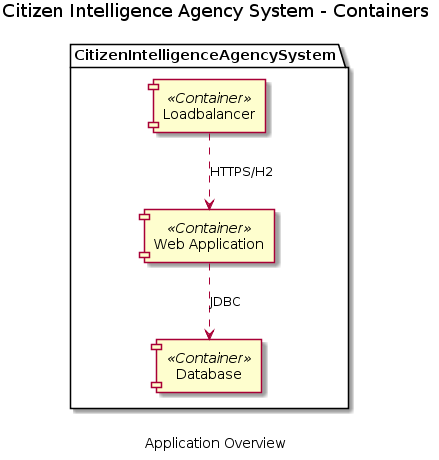 Citizen Intelligence Agency System - Containers
CitizenIntelligenceAgencySystem
«Container»
Loadbalancer
HTTPS/H2
«Container»
Web Application
JDBC
«Container»
Database
Application Overview